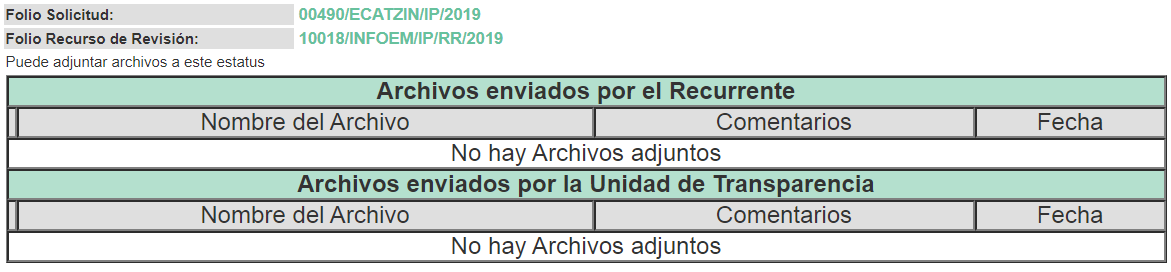 Folio Solicitud: 00490/ECATZIN/IP/2019
Folio Recurso de Revisión: 10018/INFOEM/IP/RR/2019
Puede adjuntar archivos a este estatus
Archivos enviados por el Recurrente
Nombre del Archivo Comentarios Fecha
No hay Archivos adjuntos
Archivos enviados por la Unidad de Transparencia
Nombre del Archivo Comentarios Fecha
No hay Archivos adjuntos